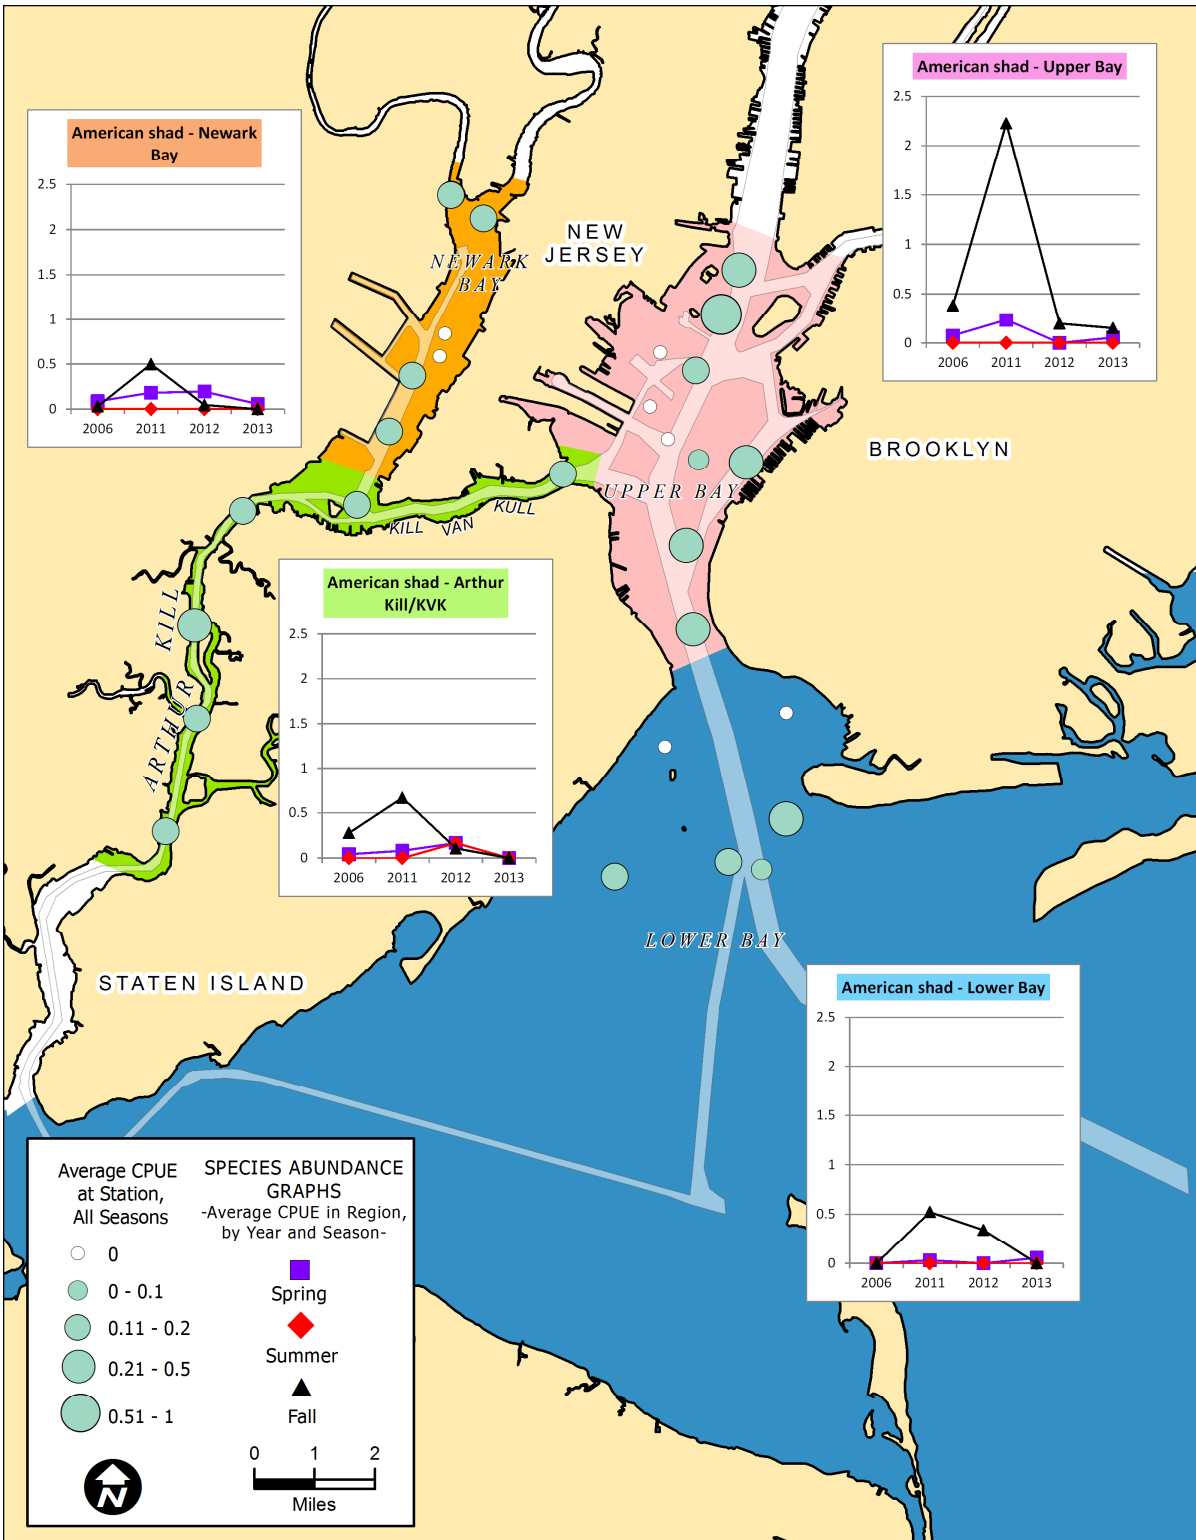 American shad - Upper Bay
2.5
2
1.5
1
0.5
0
2006 2011 2012 2013
American shad - Newark
Bay
2.5
2
1.5
1
0.5
0
2006 2011 2012 2013
NEW
JERSEY
NEWARK
BAY
BROOKLYN
UPPER BAY
KILL VAN KULL
ARTHUR KILL
American shad - Arthur
Kill/KVK
2.5
2
1.5
1
0.5
0
2006 2011 2012 2013
LOWER BAY
STATEN ISLAND
American shad - Lower Bay
2.5
2
1.5
1
0.5
0
2006 2011 2012 2013
Average CPUE
at Station,
All Seasons
0
0 - 0.1
0.11 - 0.2
0.21 - 0.5
0.51 - 1
N
SPECIES ABUNDANCE
GRAPHS
-Average CPUE in Region,
by Year and Season-
Spring
Summer
Fall
0 1 2
Miles